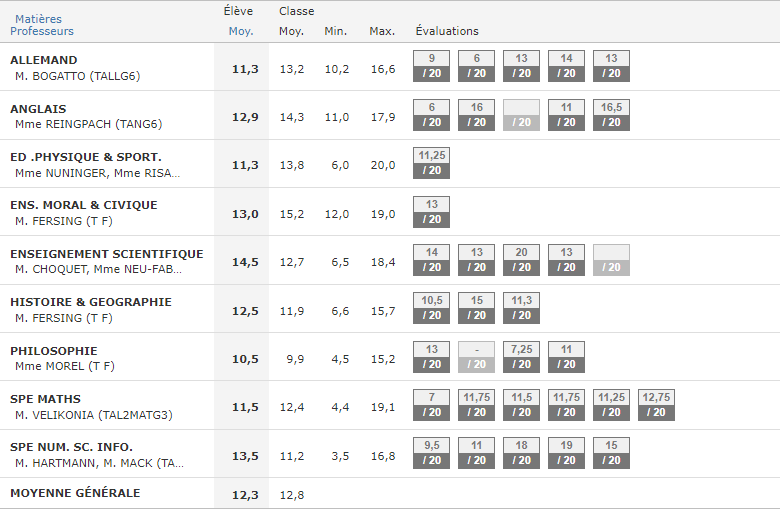 Élève Classe
Matières
Professeurs Moy. Moy. Min. Max. Évaluations
ALLEMAND
M. BOGATTO (TALLG6) 11,3 13,2 10,2 16,6
9 6 13 14 13
/ 20 / 20 / 20 / 20 / 20
ANGLAIS
Mme REINGPACH (TANG6) 12,9 14,3 11,0 17,9
6 16 11 16,5
/ 20 / 20 / 20 / 20 / 20
ED .PHYSIQUE & SPORT.
Mme NUNINGER, Mme RISA... 11,3 13,8 6,0 20,0
11,25
/ 20
ENS. MORAL & CIVIQUE
M. FERSING (T F) 13,0 15,2 12,0 19,0
13
/ 20
ENSEIGNEMENT SCIENTIFIQUE
M. CHOQUET, Mme NEU-FAB... 14,5 12,7 6,5 18,4
14 13 20 13
/ 20 / 20 / 20 / 20 / 20
HISTOIRE & GEOGRAPHIE
M. FERSING (T F) 12,5 11,9 6,6 15,7
10,5 15 11,3
/ 20 / 20 / 20
PHILOSOPHIE
Mme MOREL (T F) 10,5 9,9 4,5 15,2
13 - 7,25 11
/ 20 / 20 / 20 / 20
SPE MATHS
M. VELIKONIA (TAL2MATG3) 11,5 12,4 4,4 19,1
7 11,75 11,5 11,75 11,25 12,75
/ 20 / 20 / 20 / 20 / 20 / 20
SPE NUM. SC. INFO.
M. HARTMANN, M. MACK (TA... 13,5 11,2 3,5 16,8
9,5 11 18 19 15
/ 20 / 20 / 20 / 20 / 20
MOYENNE GÉNÉRALE 12,3 12,8